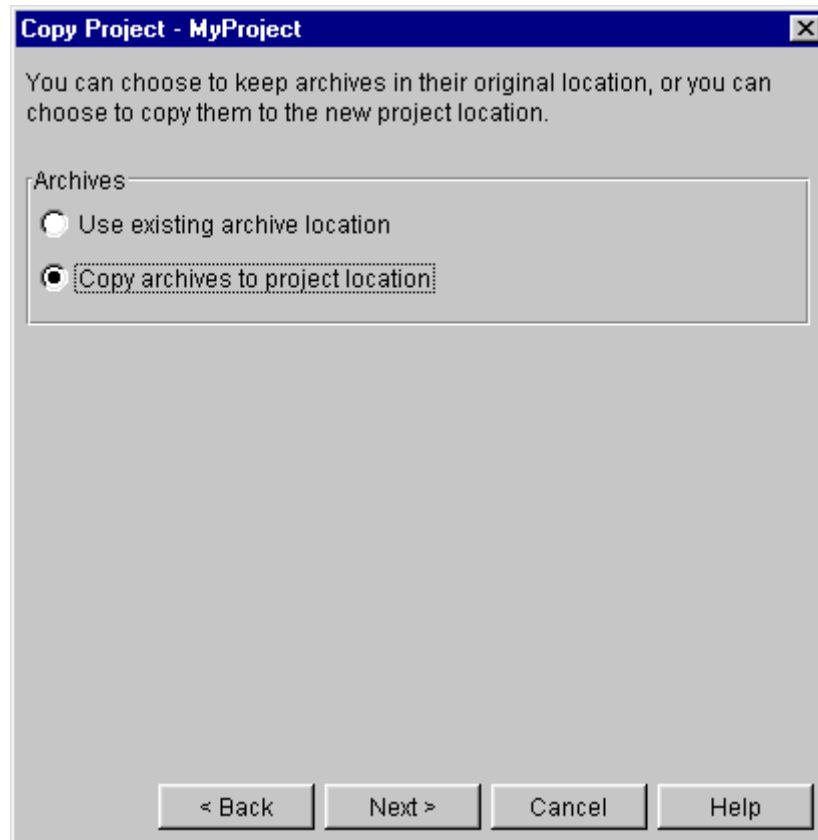 Copy Project - MyProject
You can choose to keep archives in their original location, or you can
choose to copy them to the new project location.
Archives
Use existing archive location
Copy archives to project location
< Back
Next >
Cancel
Help